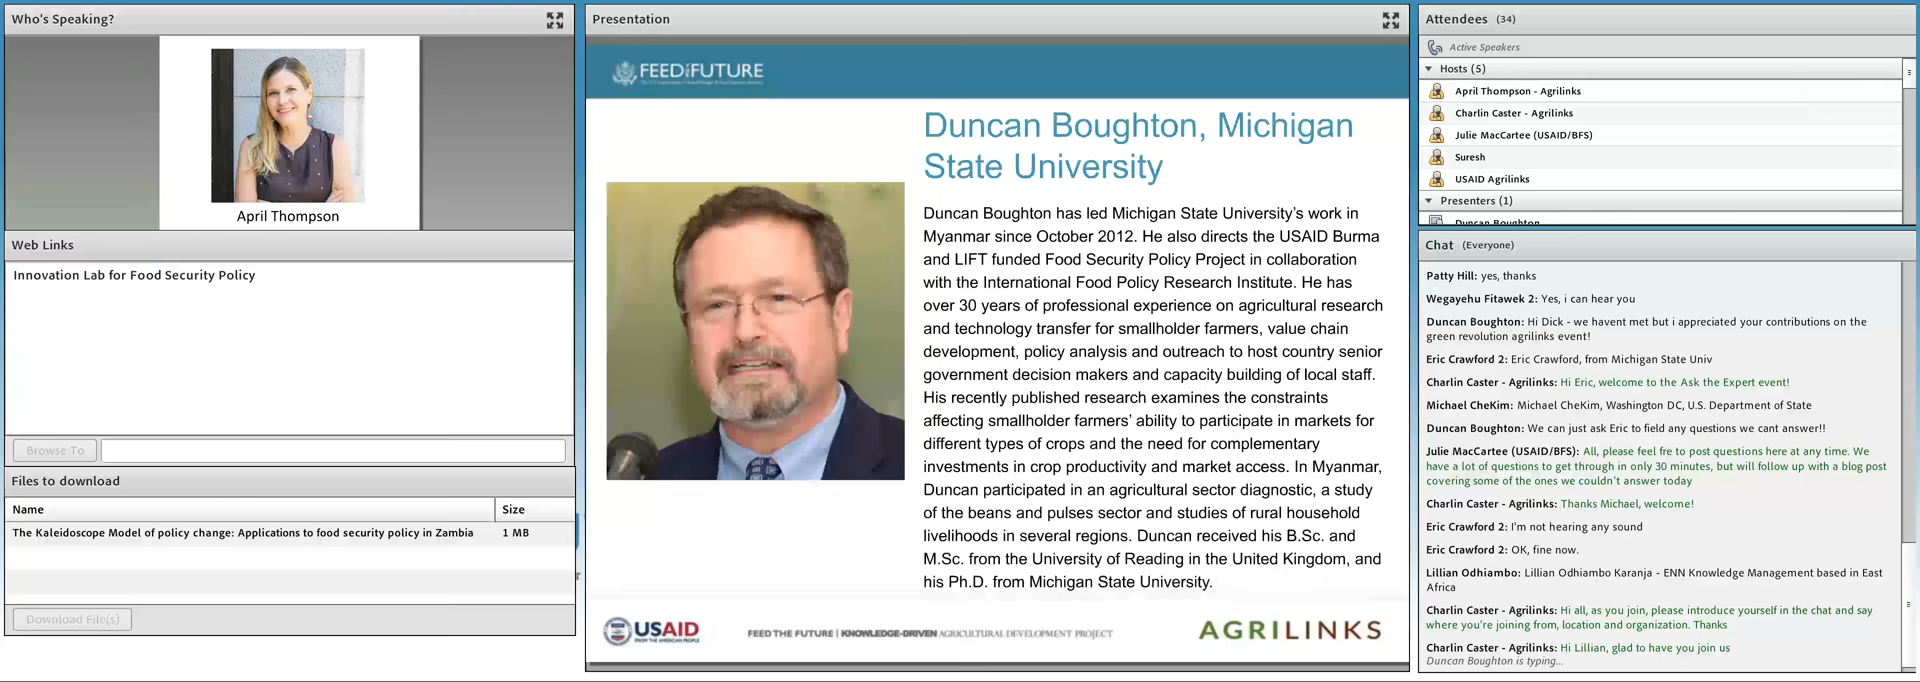 Who's Speaking?
April Thompson
Web Links
Innovation Lab for Food Security Policy
Browse To
Files to download
Name Size
The Kaleidoscope Model of policy change: Applications to food security policy in Zambia 1 MB
Download File(s)
Presentation
FEED THE FUTURE
Duncan Boughton, Michigan
State University
Duncan Boughton has led Michigan State University’s work in
Myanmar since October 2012. He also directs the USAID Burma
and LIFT funded Food Security Policy Project in collaboration
with the International Food Policy Research Institute. He has
over 30 years of professional experience on agricultural research
and technology transfer for smallholder farmers, value chain
development, policy analysis and outreach to host country senior
government decision makers and capacity building of local staff.
His recently published research examines the constraints
affecting smallholder farmers’ ability to participate in markets for
different types of crops and the need for complementary
investments in crop productivity and market access. In Myanmar,
Duncan participated in an agricultural sector diagnostic, a study
of the beans and pulses sector and studies of rural household
livelihoods in several regions. Duncan received his B.Sc. and
M.Sc. from the University of Reading in the United Kingdom, and
his Ph.D. from Michigan State University.
USAID
FROM THE AMERICAN PEOPLE
FEED THE FUTURE | KNOWLEDGE-DRIVEN AGRICULTURAL DEVELOPMENT PROJECT
AGRILINKS
Attendees (34)
Active Speakers
Hosts (5)
April Thompson - Agrilinks
Charlin Caster - Agrilinks
Julie MacCartee (USAID/BFS)
Suresh
USAID Agrilinks
Presenters (1)
Duncan Boughton
Chat (Everyone)
Patty Hill: yes, thanks
Wegayehu Fitawek 2: Yes, i can hear you
Duncan Boughton: Hi Dick - we havent met but i appreciated your contributions on the
green revolution agrilinks event!
Eric Crawford 2: Eric Crawford, from Michigan State Univ
Charlin Caster - Agrilinks: Hi Eric, welcome to the Ask the Expert event!
Michael CheKim: Michael CheKim, Washington DC, U.S. Department of State
Duncan Boughton: We can just ask Eric to field any questions we cant answer!!
Julie MacCartee (USAID/BFS): All, please feel fre to post questions here at any time. We
have a lot of questions to get through in only 30 minutes, but will follow up with a blog post
covering some of the ones we couldn't answer today
Charlin Caster - Agrilinks: Thanks Michael, welcome!
Eric Crawford 2: I'm not hearing any sound
Eric Crawford 2: OK, fine now.
Lillian Odhiambo: Lillian Odhiambo Karanja - ENN Knowledge Management based in East
Africa
Charlin Caster - Agrilinks: Hi all, as you join, please introduce yourself in the chat and say
where you're joining from, location and organization. Thanks
Charlin Caster - Agrilinks: Hi Lillian, glad to have you join us
Duncan Boughton is typing...